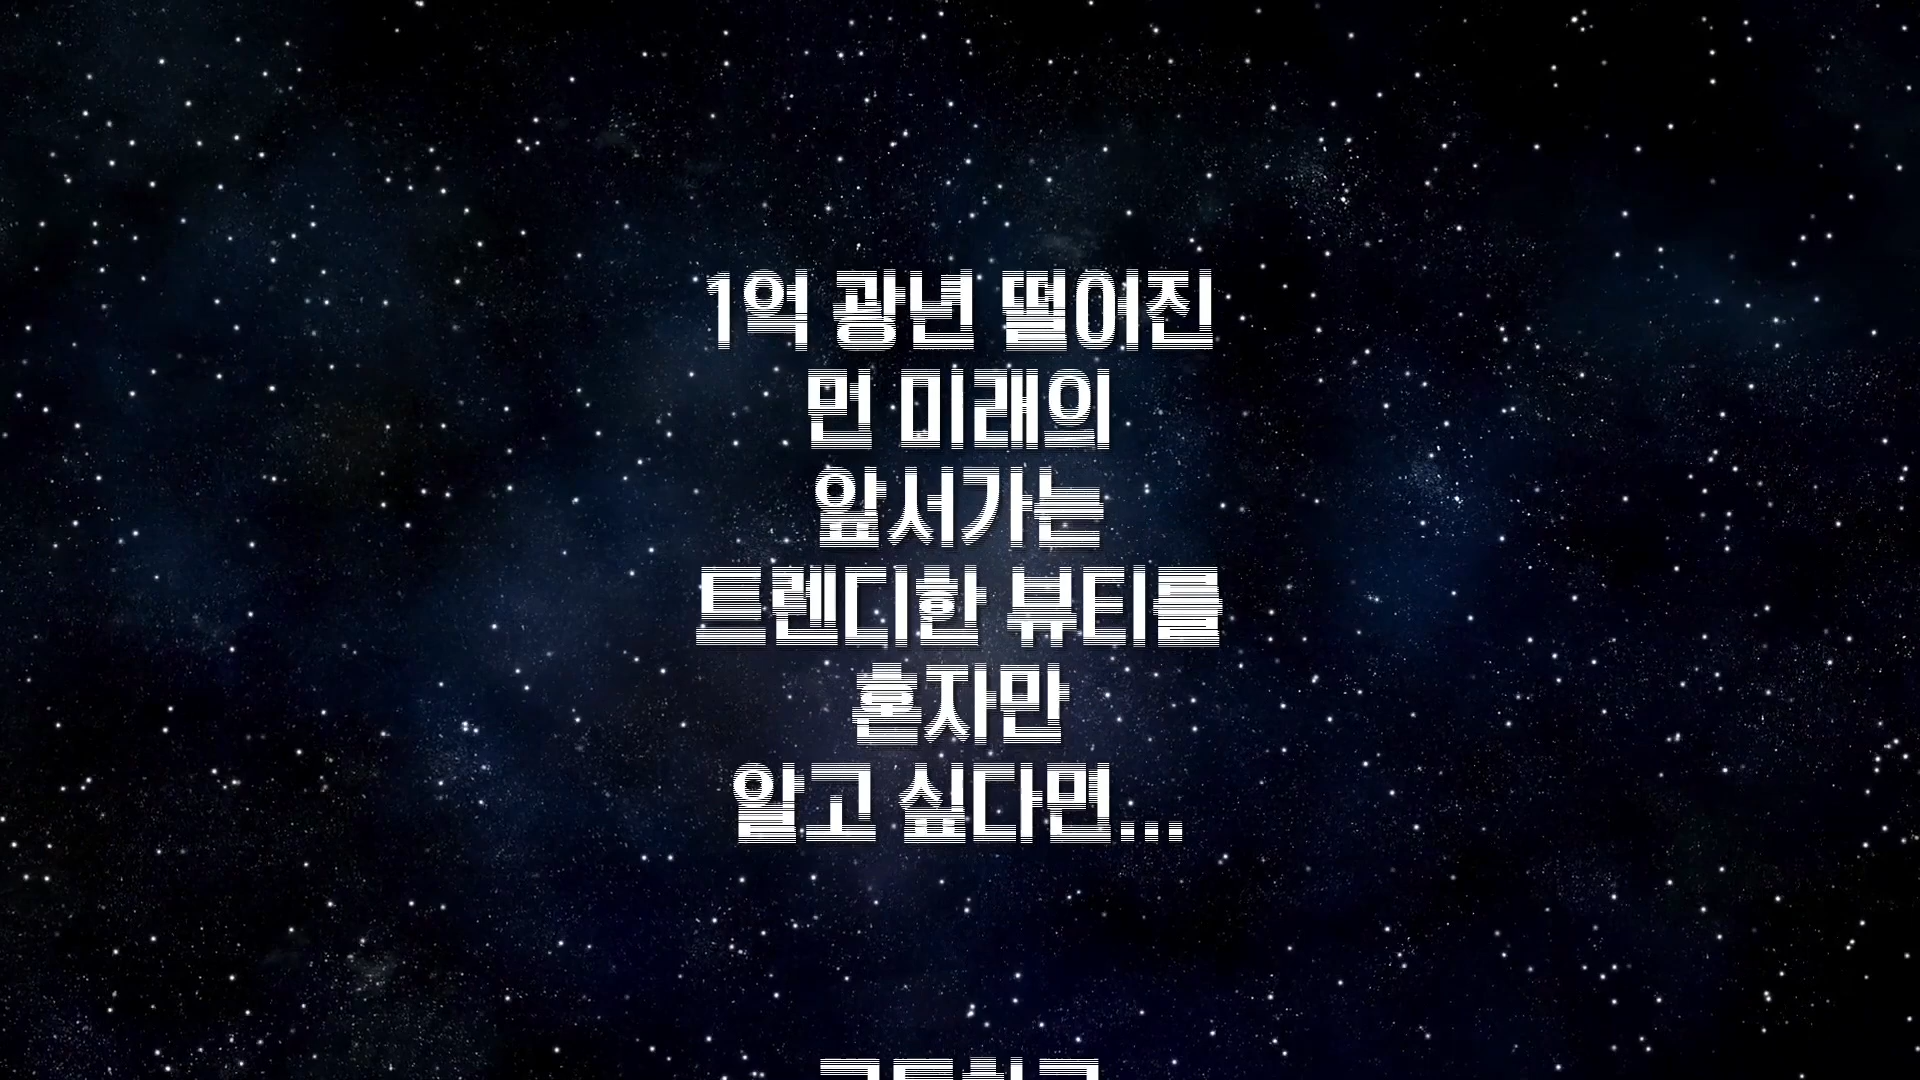 1억 광년 떨어진
먼 미래의
앞서가는
트렌디한 뷰티를
혼자만
알고 싶다면...